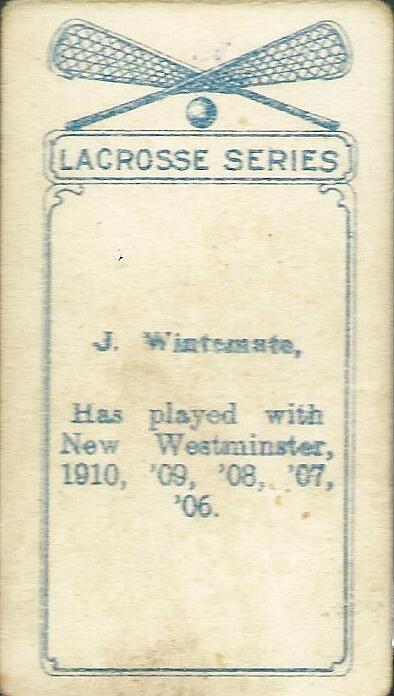 LACROSSE SERIES
J. Wintemute,
Has played with
New Westminster,
1910, '09, '08, '07,
'06.